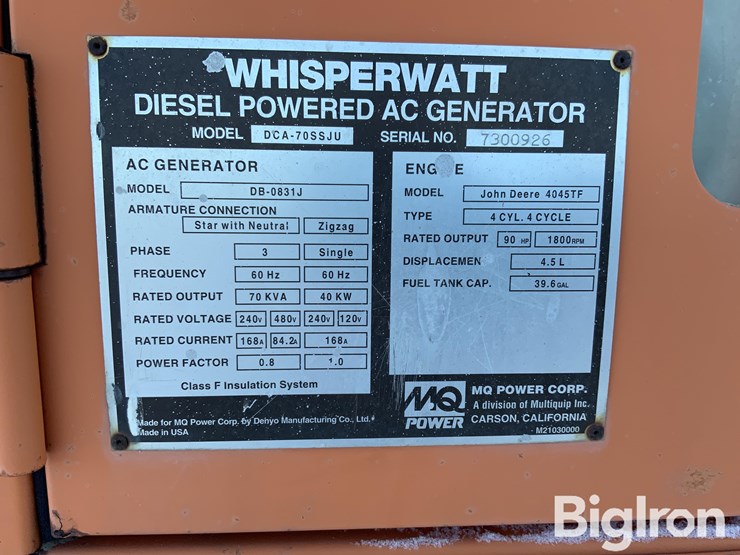 WHISPERWATT
DIESEL POWERED AC GENERATOR
MODEL DCA-70SSJU SERIAL NO. 7300926
AC GENERATOR
MODEL DB-0831J
ARMATURE CONNECTION
Star with Neutral Zigzag
PHASE 3 Single
FREQUENCY 60 Hz 60 Hz
RATED OUTPUT 70 KVA 40 KW
RATED VOLTAGE 240V 480V 240V 120V
RATED CURRENT 168A 84.2A 168A
POWER FACTOR 0.8 1.0
Class F Insulation System
ENG E
MODEL John Deere 4045TF
TYPE 4 CYL. 4 CYCLE
RATED OUTPUT 90 HP 1800RPM
DISPLACEMEN 4.5 L
FUEL TANK CAP. 39.6GAL
Made for MQ Power Corp. by Denyo Manufacturing Co., Ltd.
Made in USA
MQ
POWER
MQ POWER CORP.
A division of Multiquip Inc.
CARSON, CALIFORNIA
M21030000
BigIron